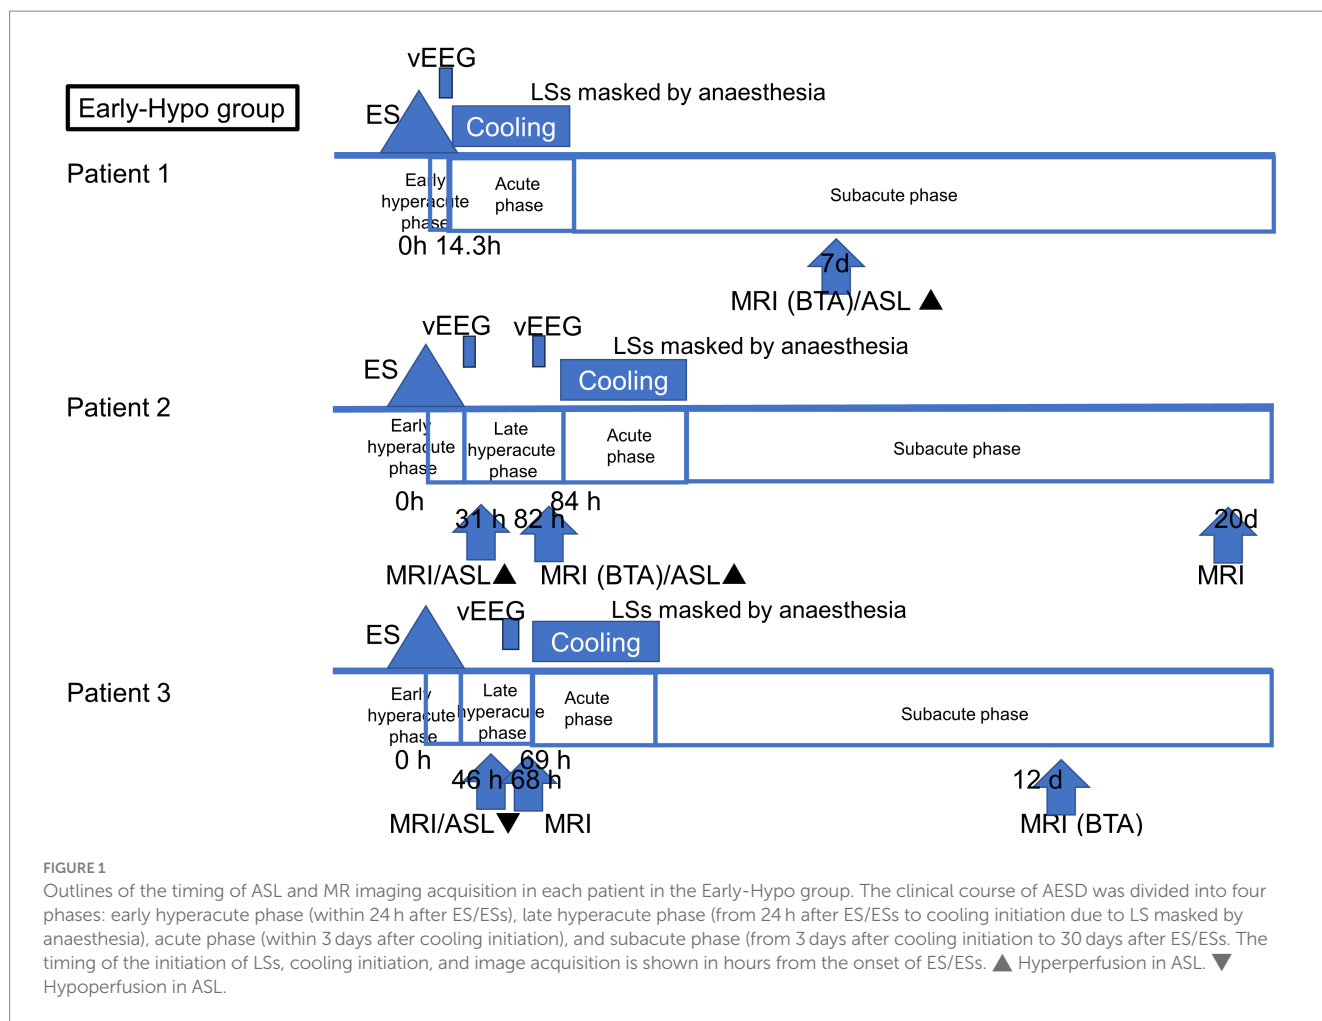 vEEG
LSs masked by anaesthesia
Early-Hypo group
ES
Cooling
Patient 1
Early
hyperacute
phase
Acute
phase
Subacute phase
0h 14.3h
7d
MRI (BTA)/ASL ▲
vEEG vEEG
LSs masked by anaesthesia
ES
Cooling
Patient 2
Early
hyperacute
phase
Late
hyperacute
phase
Acute
phase
Subacute phase
0h
84 h
31 h 82 h
20d
MRI/ASL▲ MRI (BTA)/ASL▲
MRI
vEEG
LSs masked by anaesthesia
ES
Cooling
Patient 3
Early
hyperacute
phase
Late
hyperacute
phase
Acute
phase
Subacute phase
0 h
69 h
46 h 68 h
12 d
MRI/ASL▼ MRI
MRI (BTA)
FIGURE 1
Outlines of the timing of ASL and MR imaging acquisition in each patient in the Early-Hypo group. The clinical course of AESD was divided into four
phases: early hyperacute phase (within 24 h after ES/ESs), late hyperacute phase (from 24 h after ES/ESs to cooling initiation due to LS masked by
anaesthesia), acute phase (within 3 days after cooling initiation), and subacute phase (from 3 days after cooling initiation to 30 days after ES/ESs. The
timing of the initiation of LSs, cooling initiation, and image acquisition is shown in hours from the onset of ES/ESs. ▲ Hyperperfusion in ASL. ▼
Hypoperfusion in ASL.